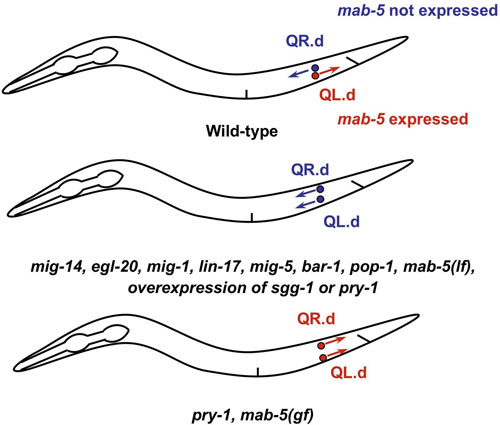 mab-5 not expressed
QR.d
QL.d
mab-5 expressed
Wild-type
QR.d
QL.d
mig-14, egl-20, mig-1, lin-17, mig-5, bar-1, pop-1, mab-5(lf),
overexpression of sgg-1 or pry-1
QR.d
QL.d
pry-1, mab-5(gf)